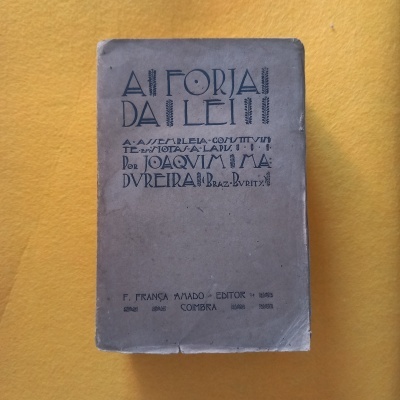 A FORJA
DA LEI
A ASSEMBLEIA CONSTITUIN
TE EM NOTAS A LAPIS
POR JOAQUIM MA
DUREIRA (BRAZ BURITY)
F. FRANÇA AMADO - EDITOR -
COIMBRA